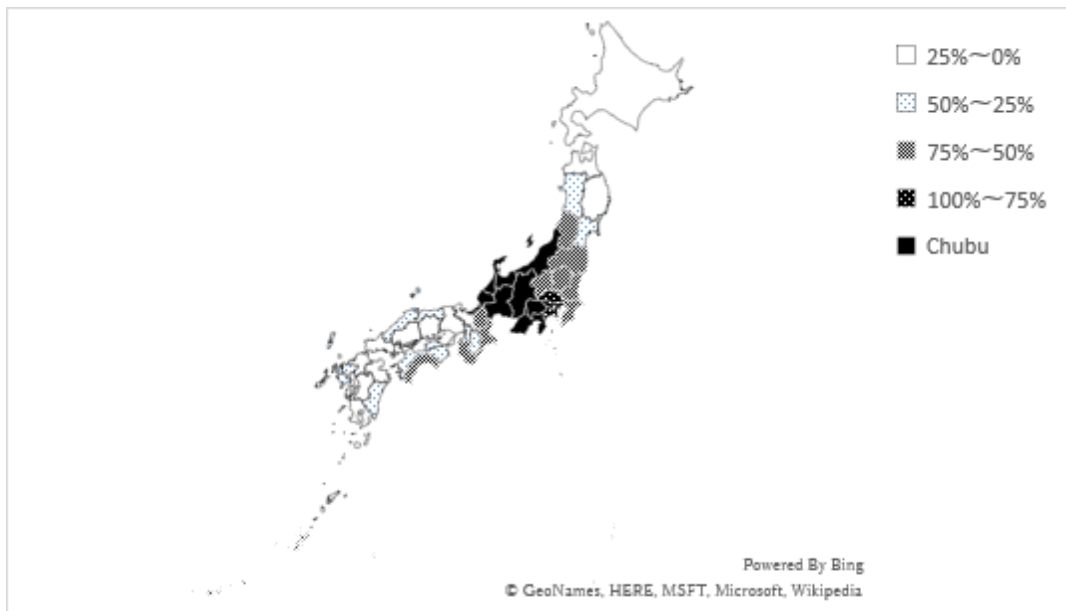 25%～0%
50%～25%
75%～50%
100%～75%
Chubu
Powered By Bing
© GeoNames, HERE, MSFT, Microsoft, Wikipedia